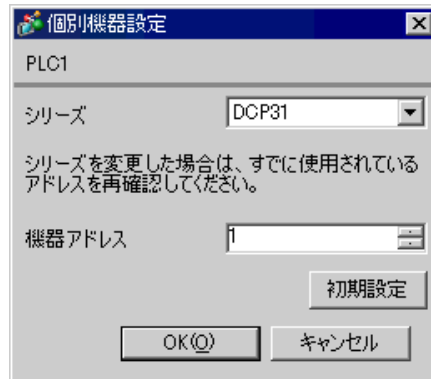 個別機器設定
PLC1
シリーズ DCP31
シリーズを変更した場合は、すでに使用されている
アドレスを再確認してください。
機器アドレス 1
初期設定
OK(O) キャンセル